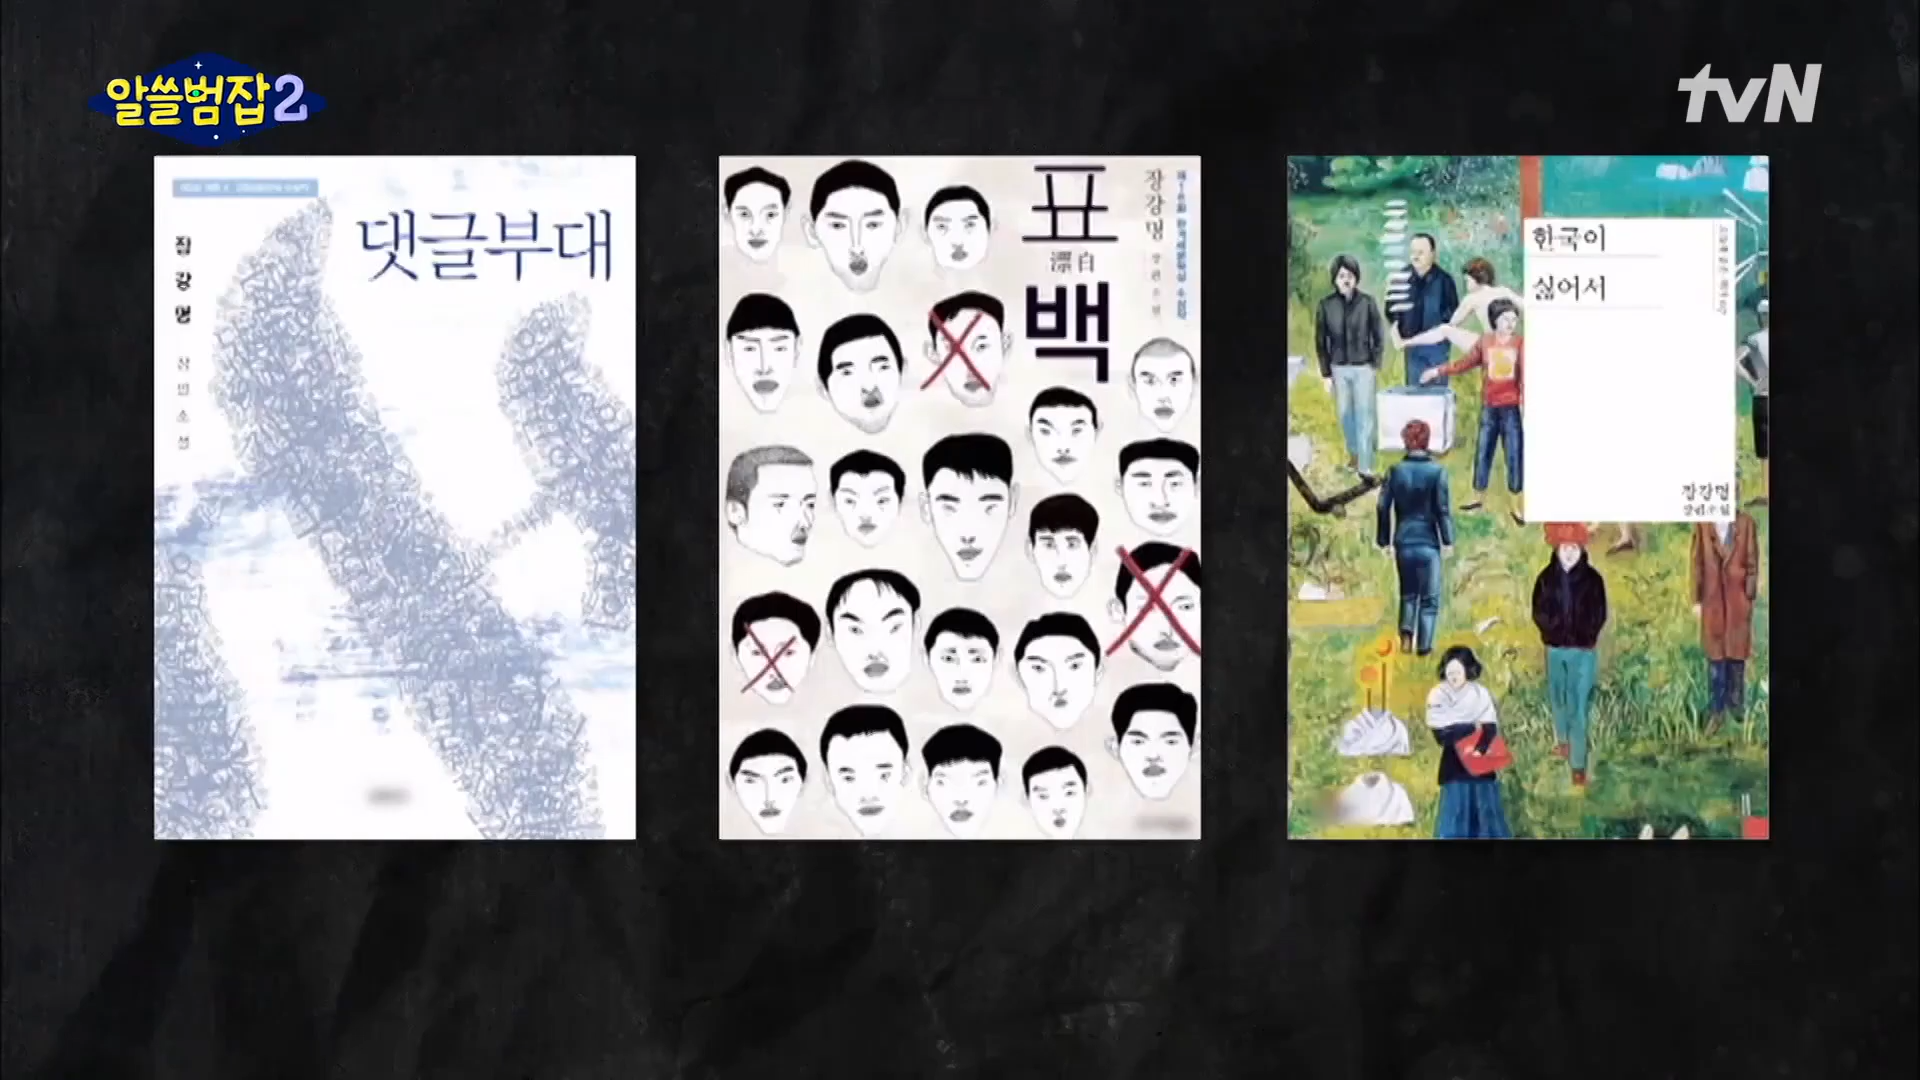 알쓸범잡2
tvN
댓글부대
장강명
장편소설
표
漂白
백
장강명
장편소설
한국이
싫어서
장강명
장편소설